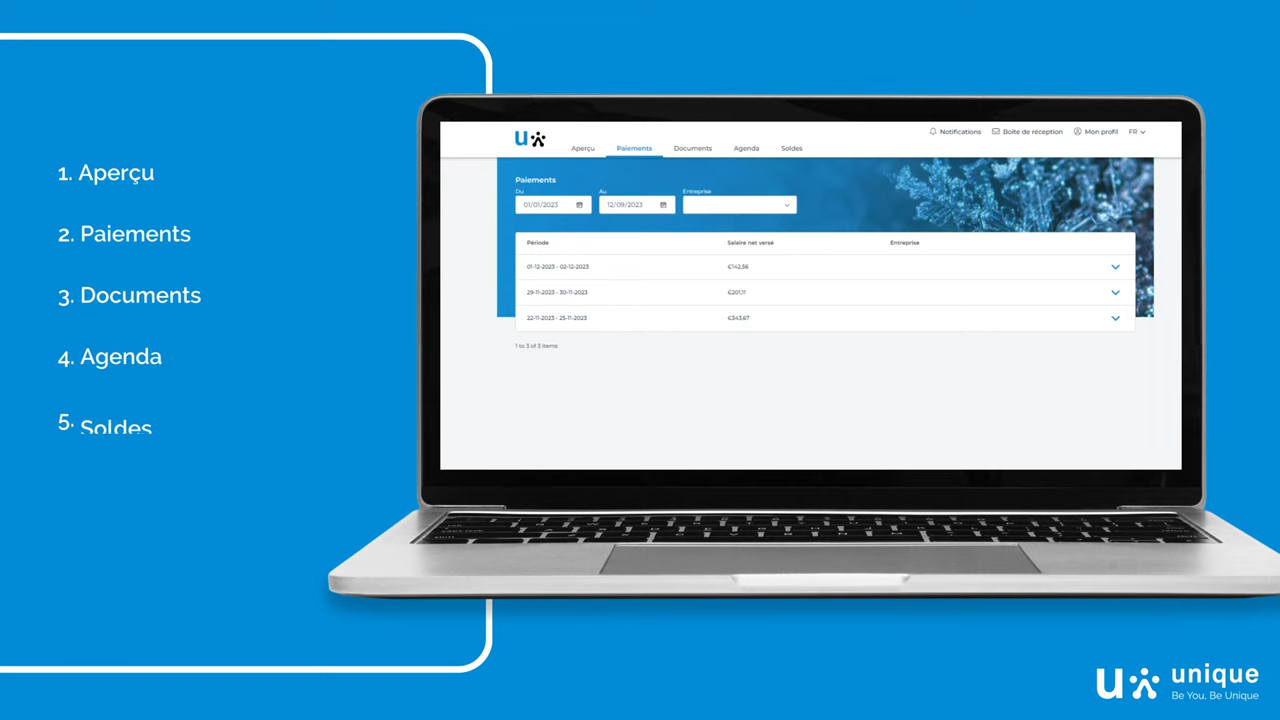 1. Aperçu
2. Paiements
3. Documents
4. Agenda
5. Soldes
Notifications Boîte de réception Mon profil FR
Aperçu Paiements Documents Agenda Soldes
Paiements
Du Au Entreprise
01/01/2023 12/09/2023
Période Salaire net versé Entreprise
01-12-2023 - 02-12-2023 €142,56
29-11-2023 - 30-11-2023 €201,11
22-11-2023 - 25-11-2023 €343,67
1 to 3 of 3 items
unique
Be You, Be Unique